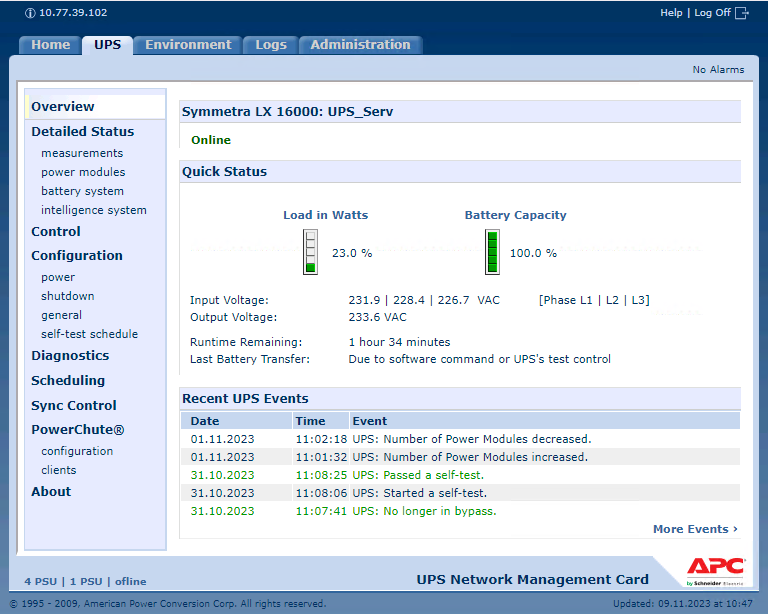 10.77.39.102
Help | Log Off
Home UPS Environment Logs Administration
No Alarms
Overview
Detailed Status
measurements
power modules
battery system
intelligence system
Control
Configuration
power
shutdown
general
self-test schedule
Diagnostics
Scheduling
Sync Control
PowerChute®
configuration
clients
About
Symmetra LX 16000: UPS_Serv
Online
Quick Status
Load in Watts Battery Capacity
23.0 % 100.0 %
Input Voltage: 231.9 | 228.4 | 226.7 VAC [Phase L1 | L2 | L3]
Output Voltage: 233.6 VAC
Runtime Remaining: 1 hour 34 minutes
Last Battery Transfer: Due to software command or UPS's test control
Recent UPS Events
Date Time Event
01.11.2023 11:02:18 UPS: Number of Power Modules decreased.
01.11.2023 11:01:32 UPS: Number of Power Modules increased.
31.10.2023 11:08:25 UPS: Passed a self-test.
31.10.2023 11:08:06 UPS: Started a self-test.
31.10.2023 11:07:41 UPS: No longer in bypass.
More Events ›
4 PSU | 1 PSU | offline
UPS Network Management Card
APC
by Schneider Electric
© 1995 - 2009, American Power Conversion Corp. All rights reserved.
Updated: 09.11.2023 at 10:47